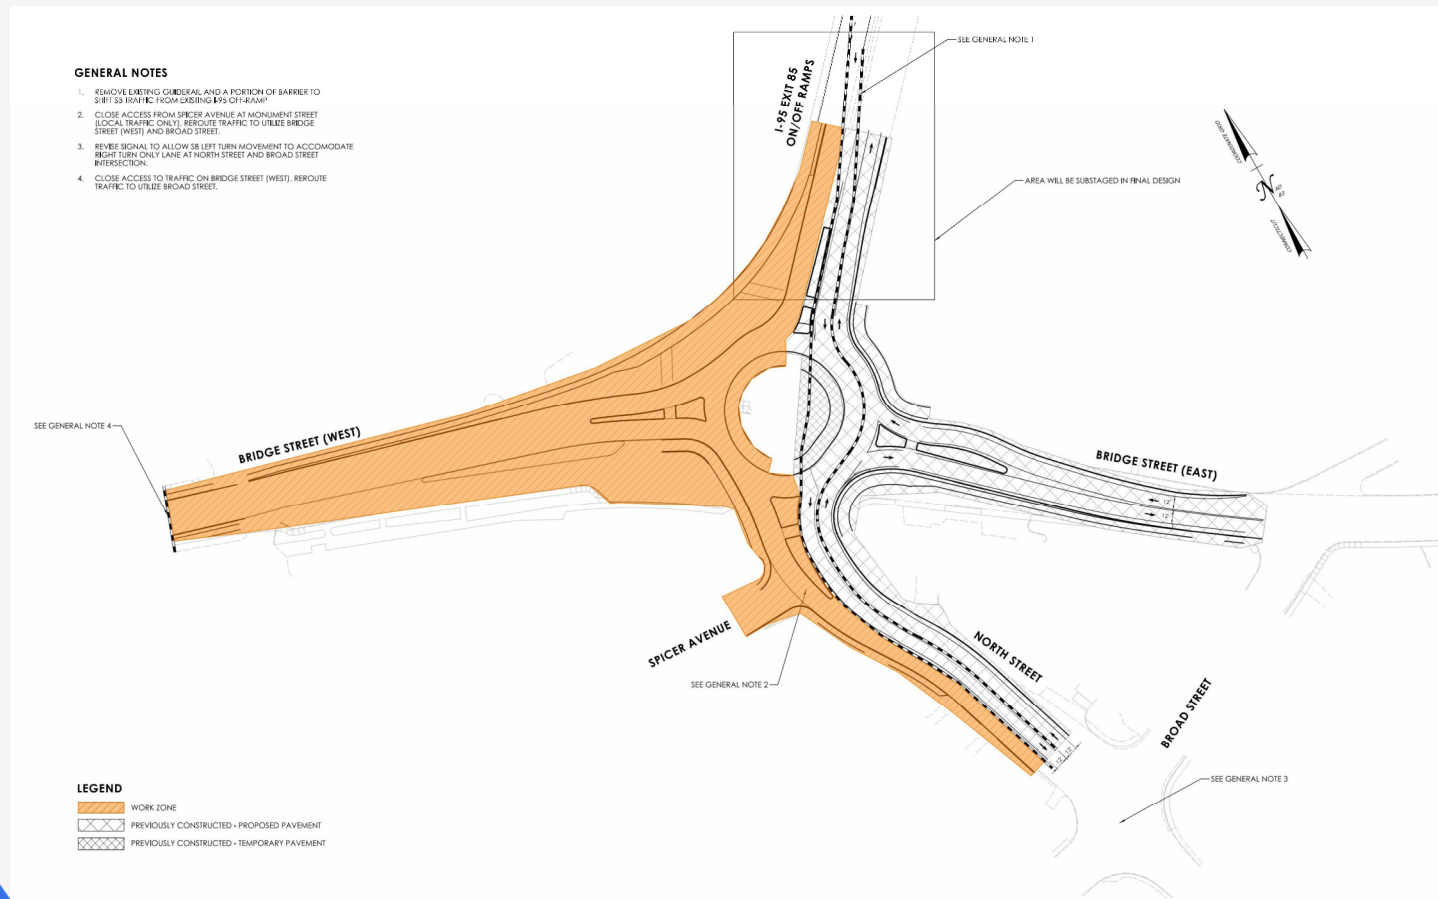 GENERAL NOTES
1. REMOVE EXISTING GUIDERAIL AND A PORTION OF BARRIER TO
SHIFT SB TRAFFIC FROM EXISTING I-95 OFF-RAMP
2. CLOSE ACCESS FROM SPICER AVENUE AT MONUMENT STREET
(LOCAL TRAFFIC ONLY). REROUTE TRAFFIC TO UTILIZE BRIDGE
STREET (WEST) AND BROAD STREET.
3. REVISE SIGNAL TO ALLOW SB LEFT TURN MOVEMENT TO ACCOMODATE
RIGHT TURN ONLY LANE AT NORTH STREET AND BROAD STREET
INTERSECTION.
4. CLOSE ACCESS TO TRAFFIC ON BRIDGE STREET (WEST). REROUTE
TRAFFIC TO UTILIZE BROAD STREET.
I-95 EXIT 85
ON/OFF RAMPS
SEE GENERAL NOTE 1
AREA WILL BE SUBSTAGED IN FINAL DESIGN
COORDINATE GRID
N
CONNECTICUT
SEE GENERAL NOTE 4
BRIDGE STREET (WEST)
BRIDGE STREET (EAST)
12'
12'
SPICER AVENUE
SEE GENERAL NOTE 2
NORTH STREET
12'
12'
BROAD STREET
SEE GENERAL NOTE 3
LEGEND
WORK ZONE
PREVIOUSLY CONSTRUCTED - PROPOSED PAVEMENT
PREVIOUSLY CONSTRUCTED - TEMPORARY PAVEMENT